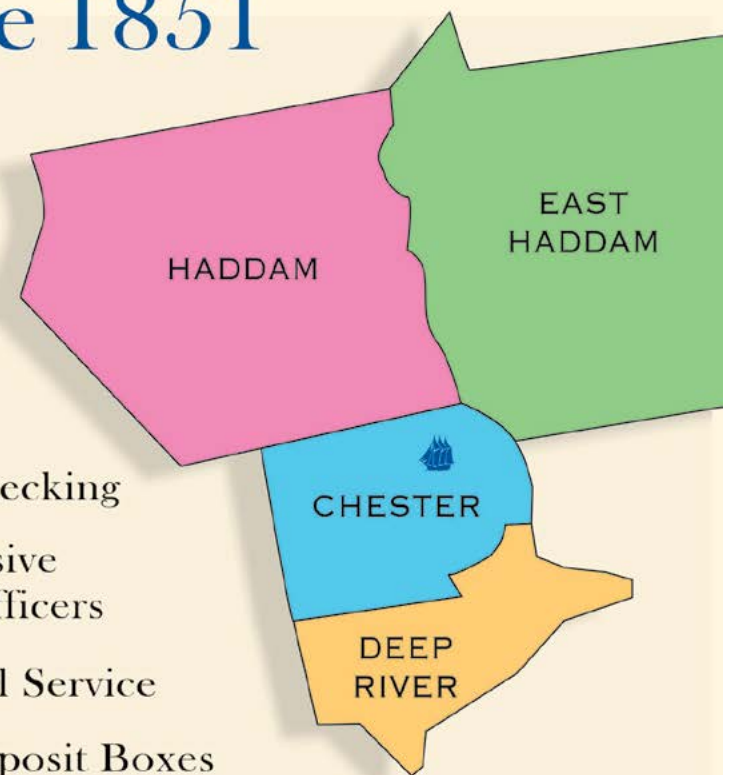 e 1851
HADDAM
EAST
HADDAM
CHESTER
DEEP
RIVER
ecking
sive
fficers
l Service
posit Boxes